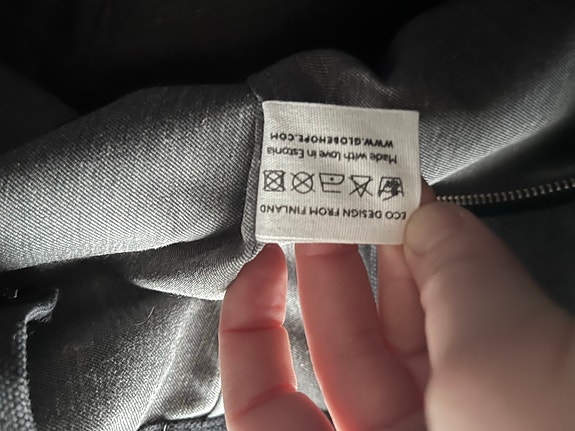 ECO DESIGN FROM FINLAND
Made with love in Estonia
WWW.GLOBEHOPE.COM